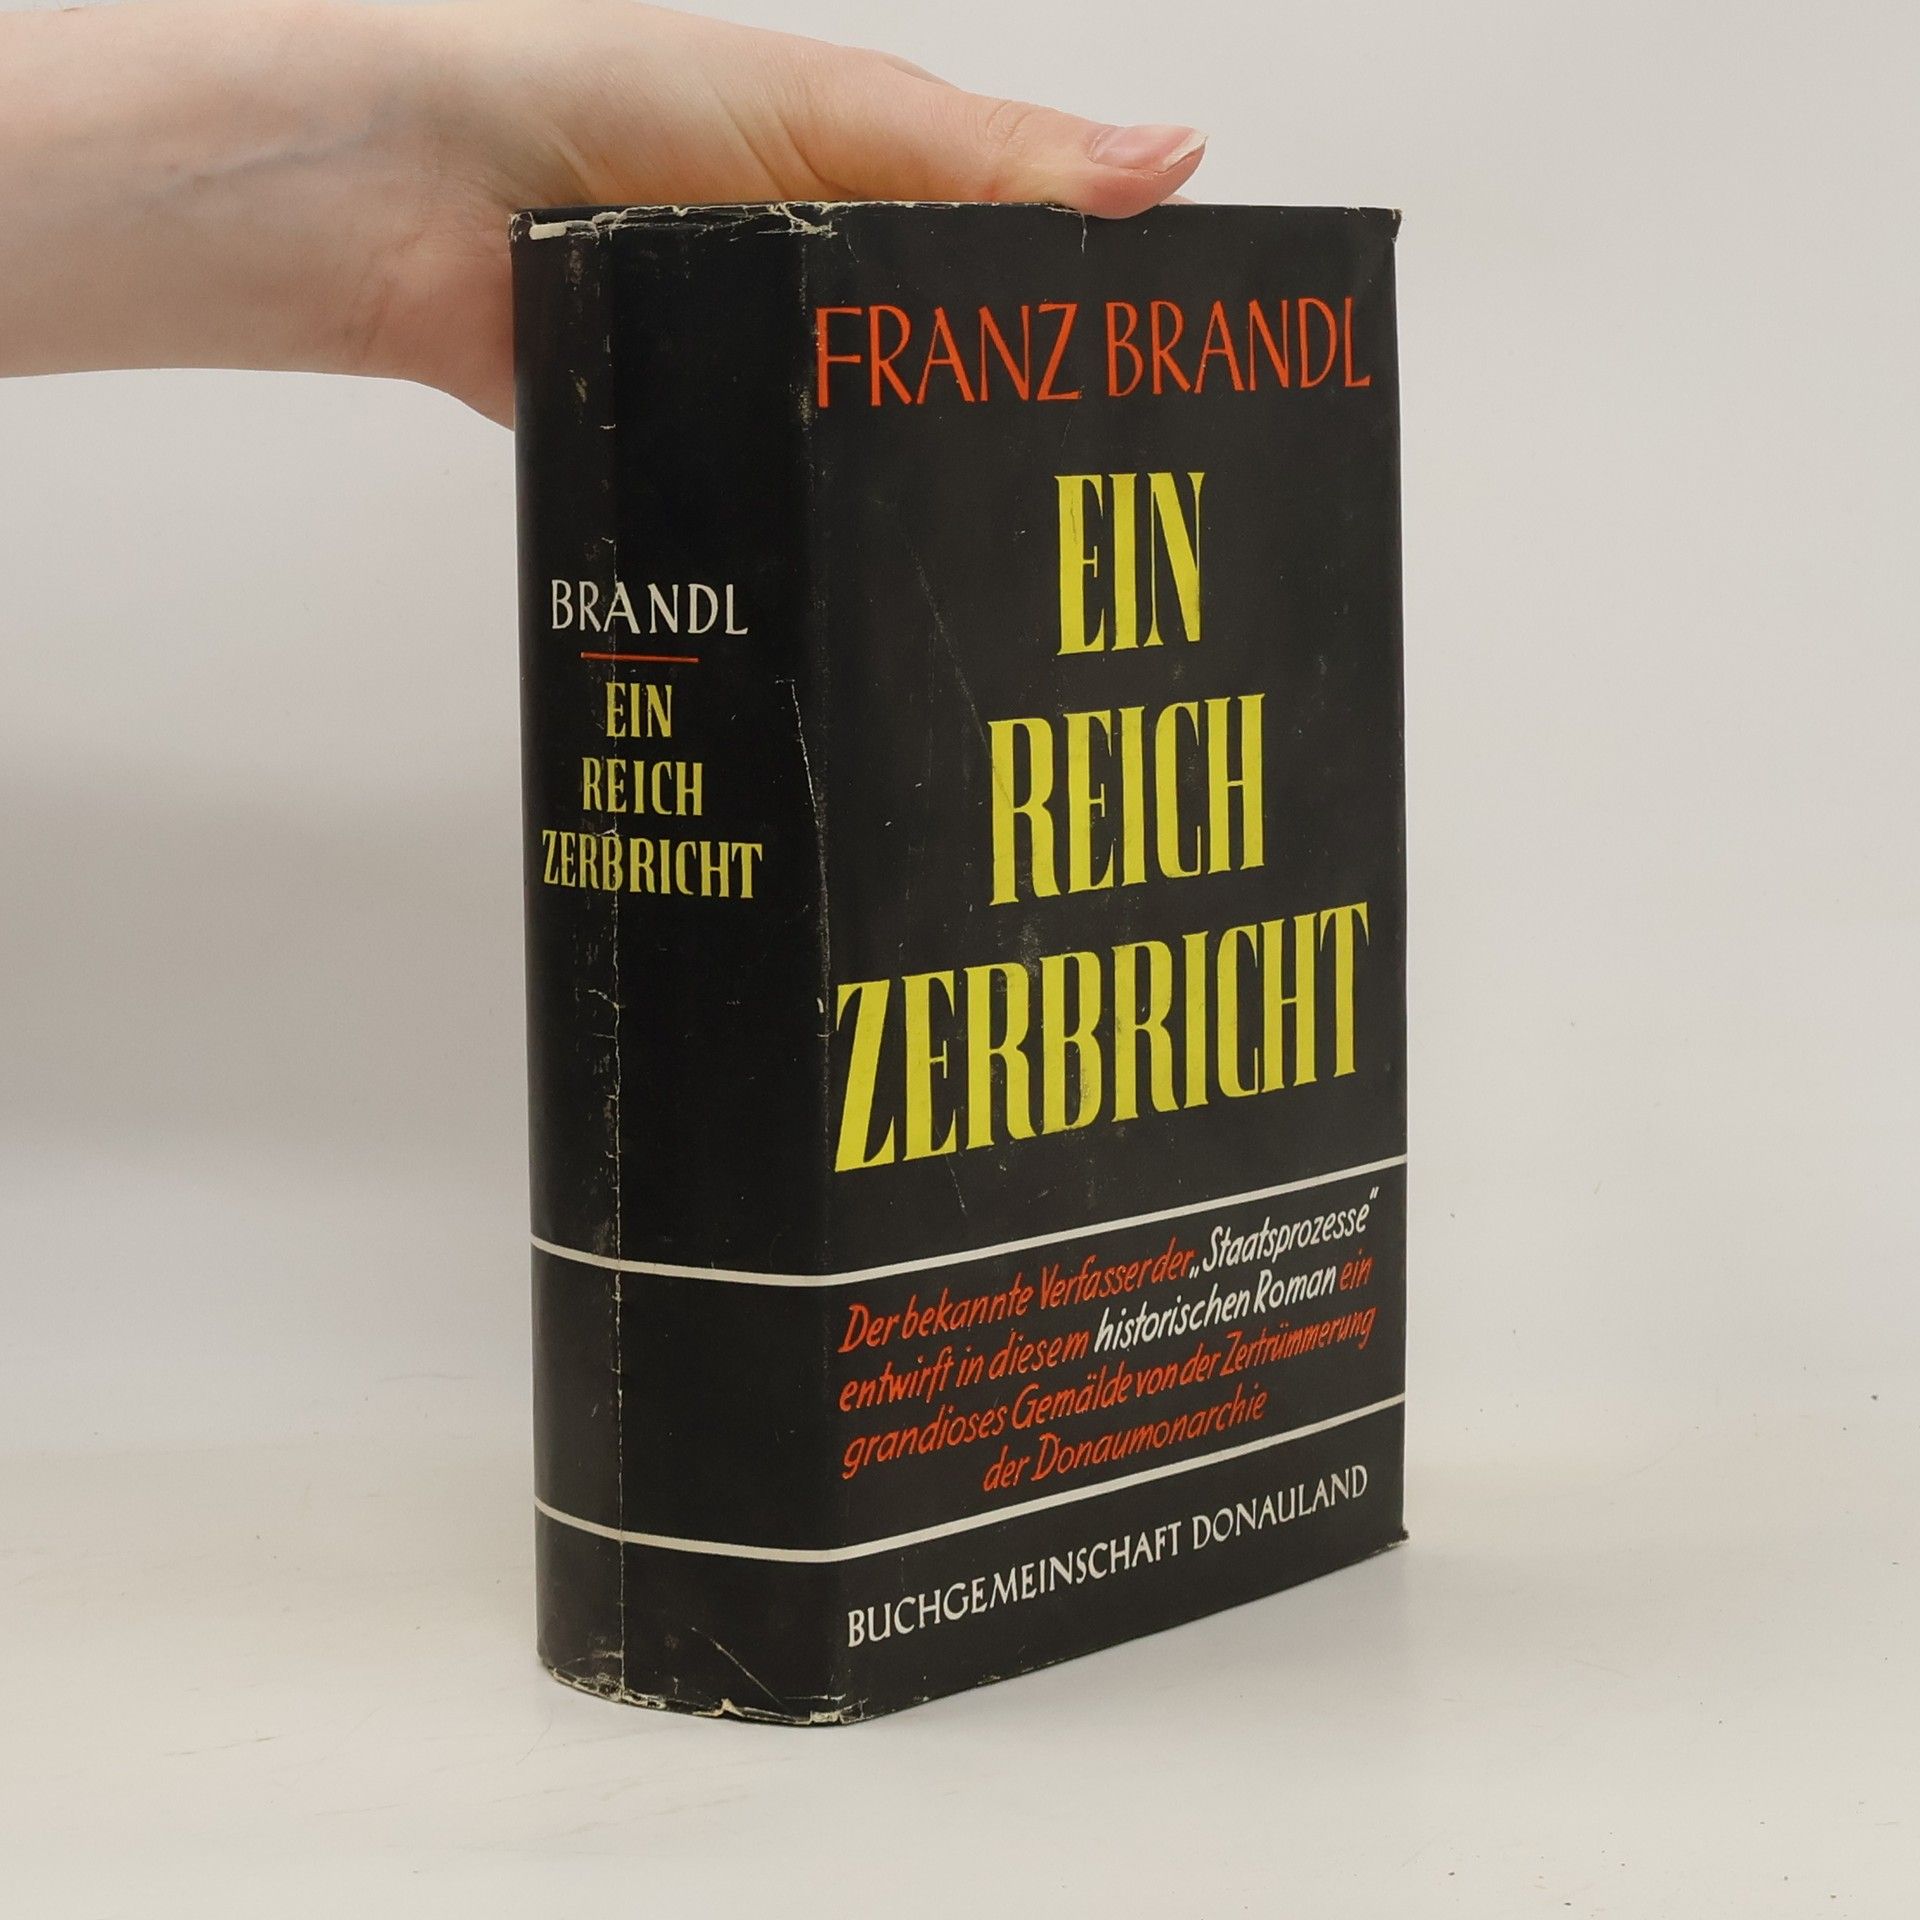 BRANDL
EIN
REICH
ZERBRICHT
FRANZ BRANDL
EIN
REICH
ZERBRICHT
Der bekannte Verfasser der „Staatsprozesse“
entwirft in diesem historischen Roman ein
grandioses Gemälde von der Zertrümmerung
der Donaumonarchie
BUCHGEMEINSCHAFT DONAULAND